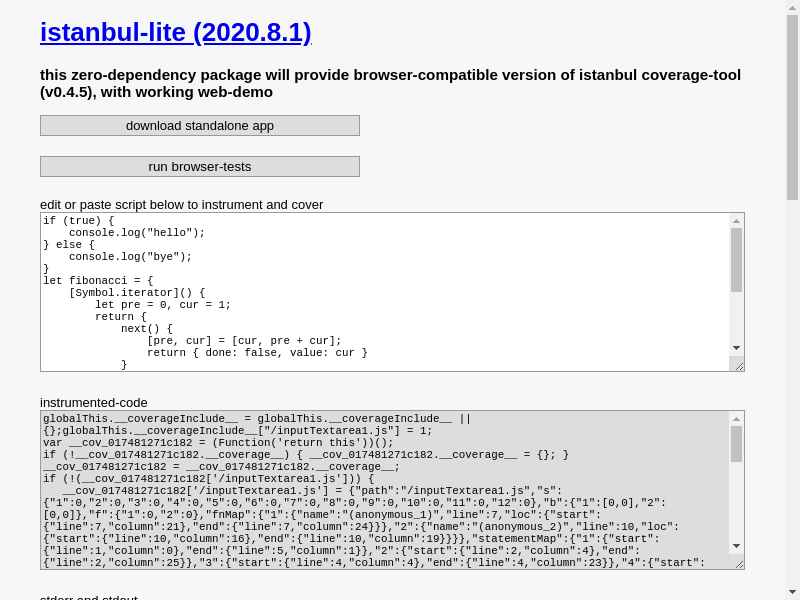 istanbul-lite (2020.8.1)
this zero-dependency package will provide browser-compatible version of istanbul coverage-tool
(v0.4.5), with working web-demo
download standalone app
run browser-tests
edit or paste script below to instrument and cover
if (true) {
    console.log("hello");
} else {
    console.log("bye");
}
let fibonacci = {
    [Symbol.iterator]() {
        let pre = 0, cur = 1;
        return {
            next() {
                [pre, cur] = [cur, pre + cur];
                return { done: false, value: cur }
            }
instrumented-code
globalThis.__coverageInclude__ = globalThis.__coverageInclude__ ||
{};globalThis.__coverageInclude__["/inputTextarea1.js"] = 1;
var __cov_017481271c182 = (Function('return this'))();
if (!__cov_017481271c182.__coverage__) { __cov_017481271c182.__coverage__ = {}; }
__cov_017481271c182 = __cov_017481271c182.__coverage__;
if (!(__cov_017481271c182['/inputTextarea1.js'])) {
   __cov_017481271c182['/inputTextarea1.js'] = {"path":"/inputTextarea1.js","s":
{"1":0,"2":0,"3":0,"4":0,"5":0,"6":0,"7":0,"8":0,"9":0,"10":0,"11":0,"12":0},"b":{"1":[0,0],"2":
[0,0]},"f":{"1":0,"2":0},"fnMap":{"1":{"name":"(anonymous_1)","line":7,"loc":{"start":
{"line":7,"column":21},"end":{"line":7,"column":24}}},"2":{"name":"(anonymous_2)","line":10,"loc":
{"start":{"line":10,"column":16},"end":{"line":10,"column":19}}}},"statementMap":{"1":{"start":
{"line":1,"column":0},"end":{"line":5,"column":1}},"2":{"start":{"line":2,"column":4},"end":
{"line":2,"column":25}},"3":{"start":{"line":4,"column":4},"end":{"line":4,"column":23}},"4":{"start":
stderr and stdout